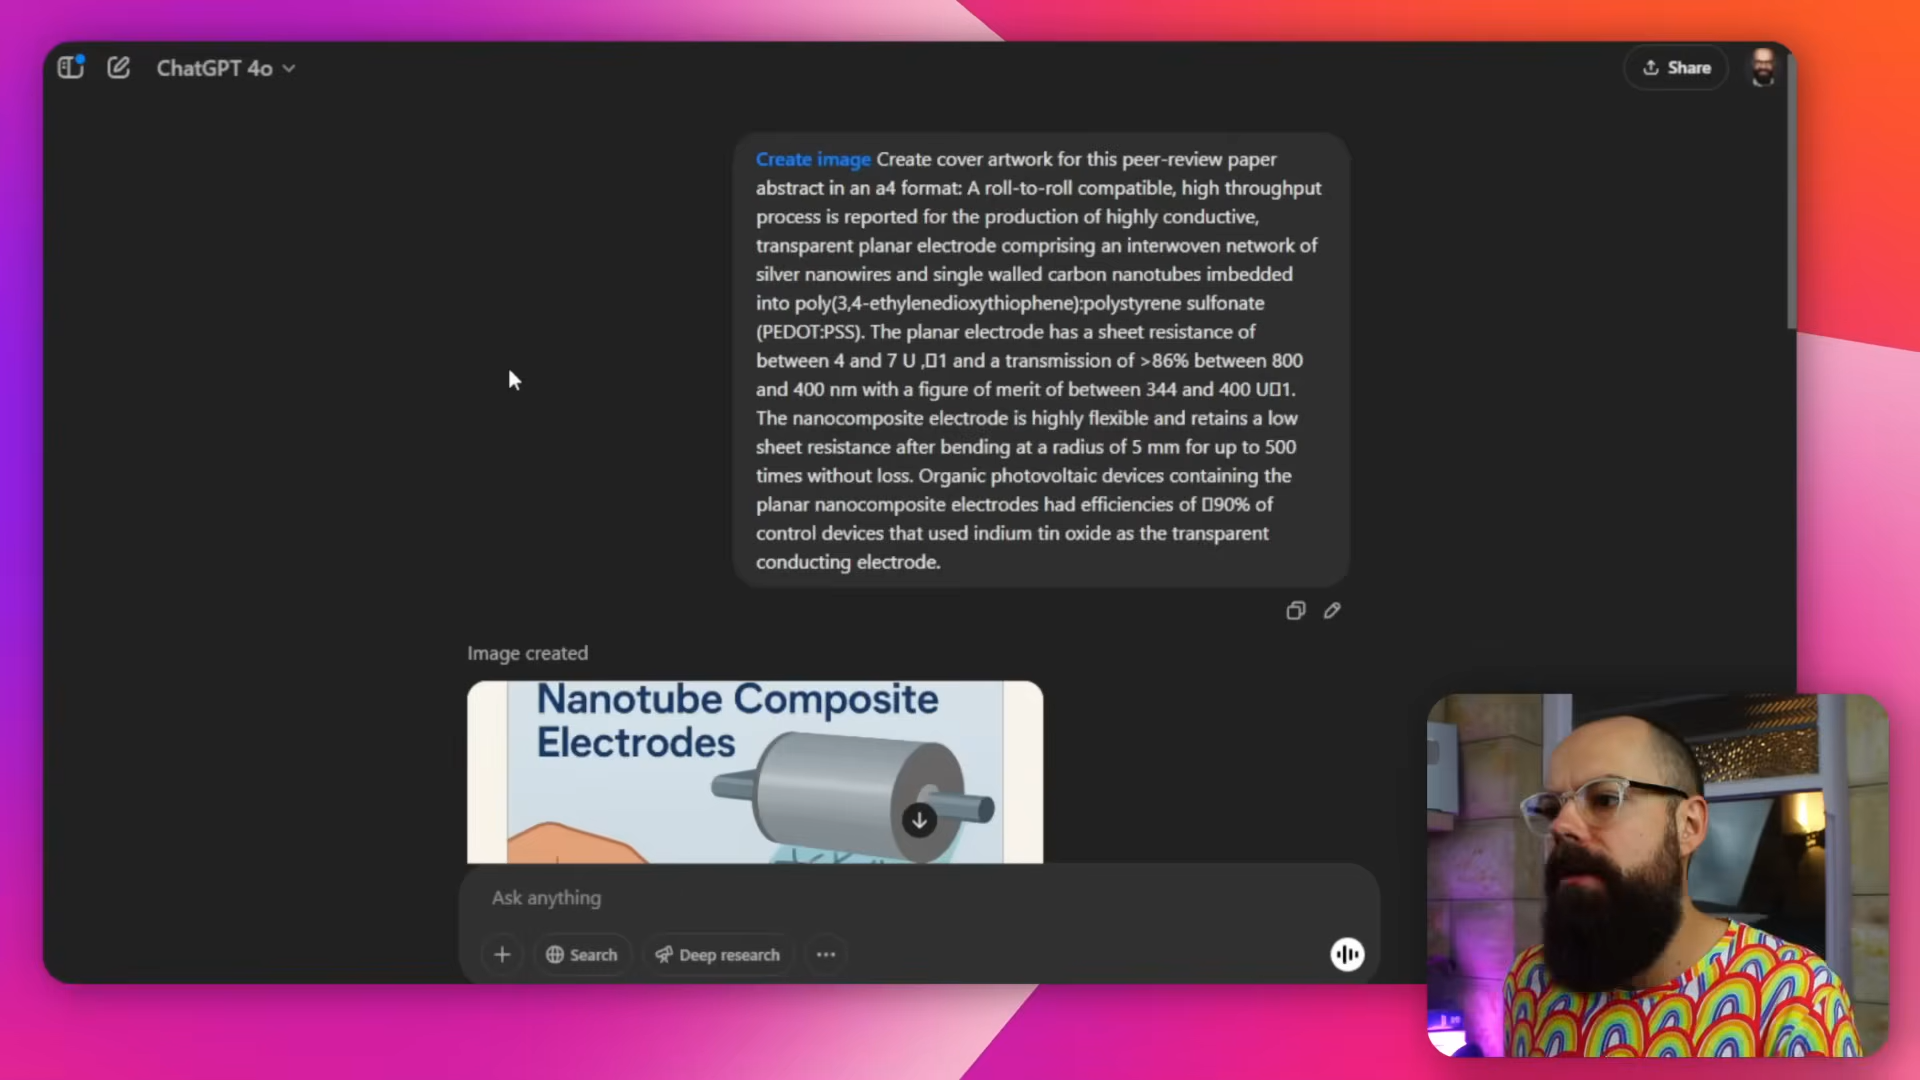 ChatGPT 4o
Share
Create image Create cover artwork for this peer-review paper
abstract in an a4 format: A roll-to-roll compatible, high throughput
process is reported for the production of highly conductive,
transparent planar electrode comprising an interwoven network of
silver nanowires and single walled carbon nanotubes imbedded
into poly(3,4-ethylenedioxythiophene):polystyrene sulfonate
(PEDOT:PSS). The planar electrode has a sheet resistance of
between 4 and 7 U ,▯1 and a transmission of >86% between 800
and 400 nm with a figure of merit of between 344 and 400 U▯1.
The nanocomposite electrode is highly flexible and retains a low
sheet resistance after bending at a radius of 5 mm for up to 500
times without loss. Organic photovoltaic devices containing the
planar nanocomposite electrodes had efficiencies of ▯90% of
control devices that used indium tin oxide as the transparent
conducting electrode.
Image created
Nanotube Composite
Electrodes
Ask anything
Search
Deep research